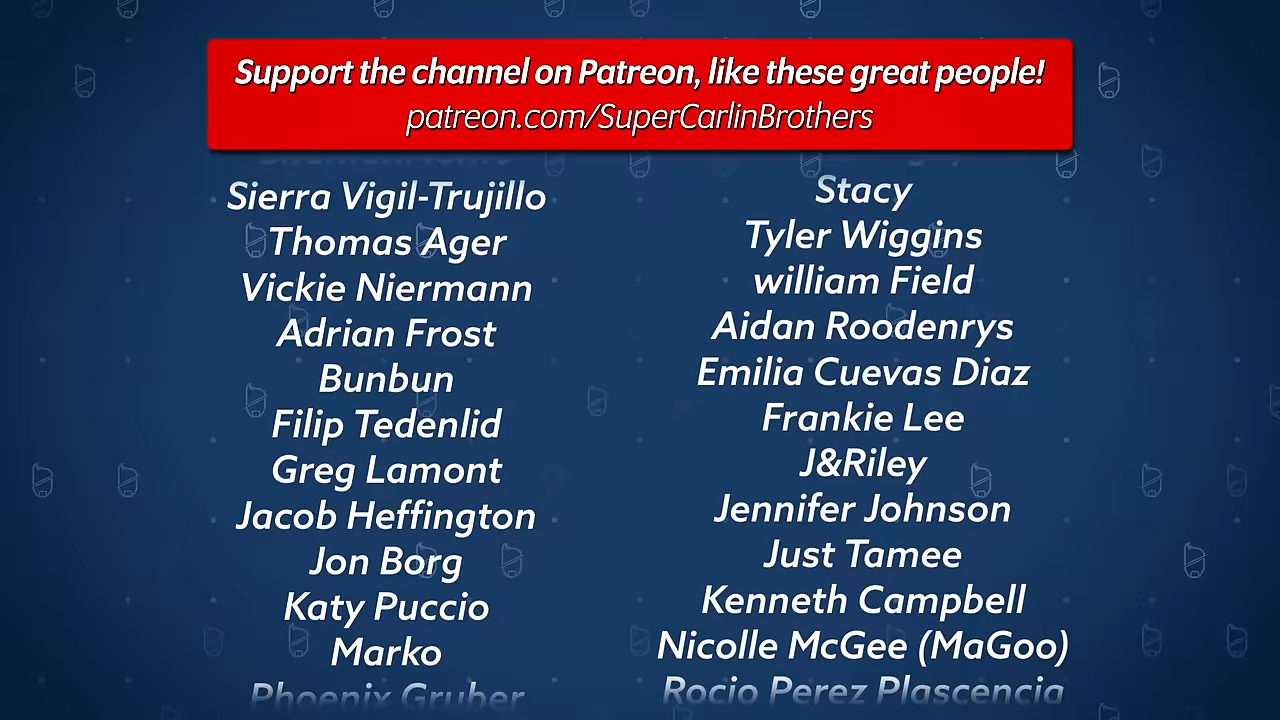 Support the channel on Patreon, like these great people!
patreon.com/SuperCarlinBrothers
Sierra Vigil-Trujillo
Thomas Ager
Vickie Niermann
Adrian Frost
Bunbun
Filip Tedenlid
Greg Lamont
Jacob Heffington
Jon Borg
Katy Puccio
Marko
Phoenix Gruber
Stacy
Tyler Wiggins
william Field
Aidan Roodenrys
Emilia Cuevas Diaz
Frankie Lee
J&Riley
Jennifer Johnson
Just Tamee
Kenneth Campbell
Nicolle McGee (MaGoo)
Rocio Perez Plascencia